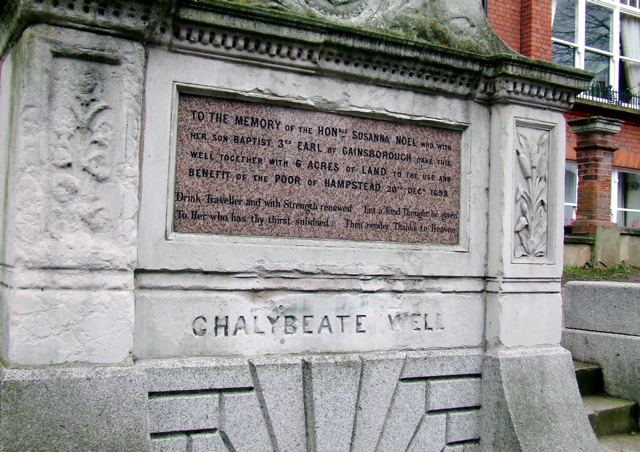 TO THE MEMORY OF THE HONBLE SUSANNA NOEL WHO WITH
HER SON BAPTIST 3RD EARL OF GAINSBOROUGH GAVE THIS
WELL TOGETHER WITH 6 ACRES OF LAND TO THE USE AND
BENEFIT OF THE POOR OF HAMPSTEAD 20TH DECR 1698.
Drink Traveller and with Strength renewed Let a kind Thought be given
To Her who has thy thirst subdued Then render Thanks to Heaven
CHALYBEATE WELL